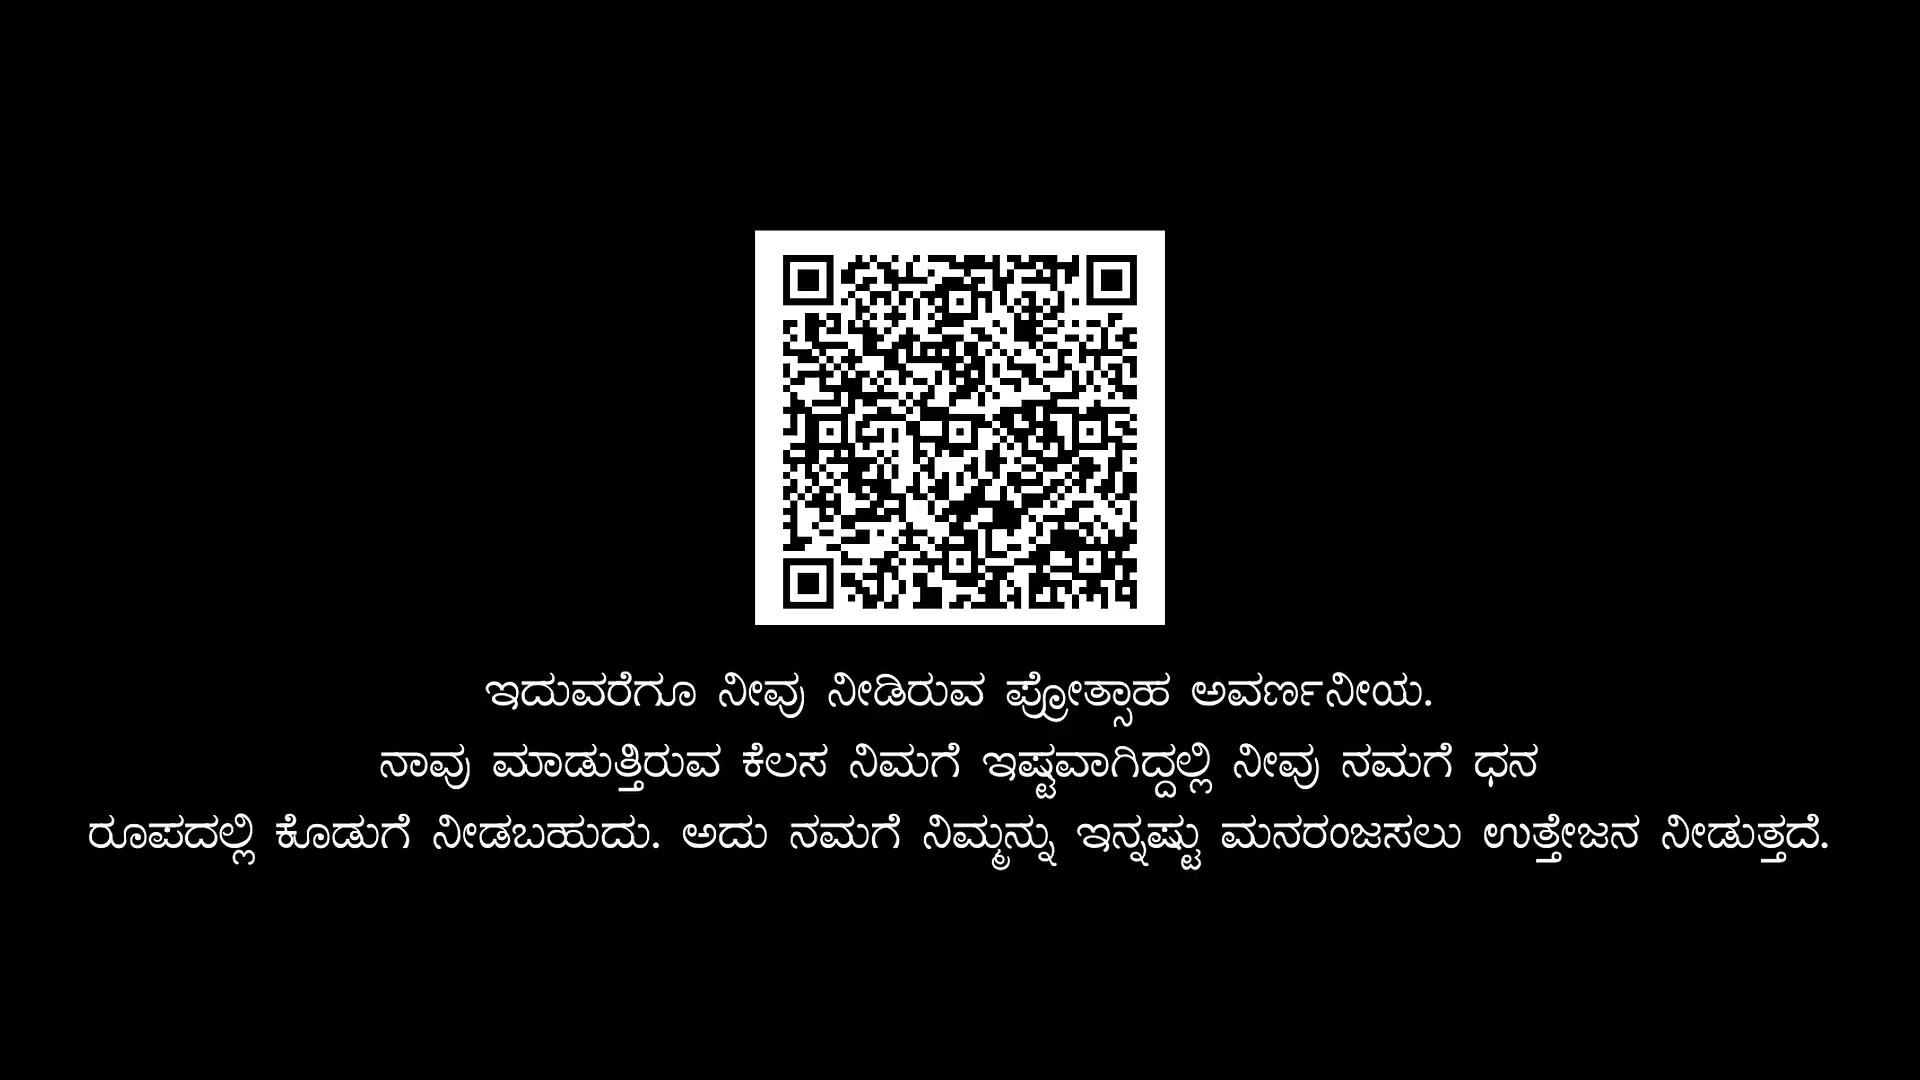 ಇದುವರೆಗೂ ನೀವು ನೀಡಿರುವ ಪ್ರೋತ್ಸಾಹ ಅವರ್ಣನೀಯ.
ನಾವು ಮಾಡುತ್ತಿರುವ ಕೆಲಸ ನಿಮಗೆ ಇಷ್ಟವಾಗಿದ್ದಲ್ಲಿ ನೀವು ನಮಗೆ ಧನ
ರೂಪದಲ್ಲಿ ಕೊಡುಗೆ ನೀಡಬಹುದು. ಅದು ನಮಗೆ ನಿಮ್ಮನ್ನು ಇನ್ನಷ್ಟು ಮನರಂಜಸಲು ಉತ್ತೇಜನ ನೀಡುತ್ತದೆ.